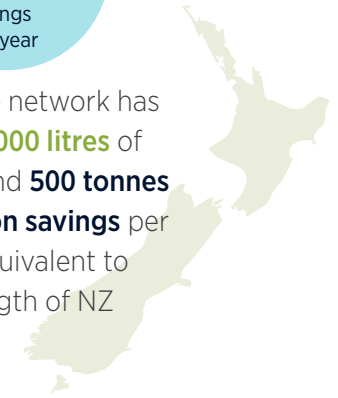 ngs
year
network has
000 litres of
nd 500 tonnes
on savings per
uivalent to
gth of NZ